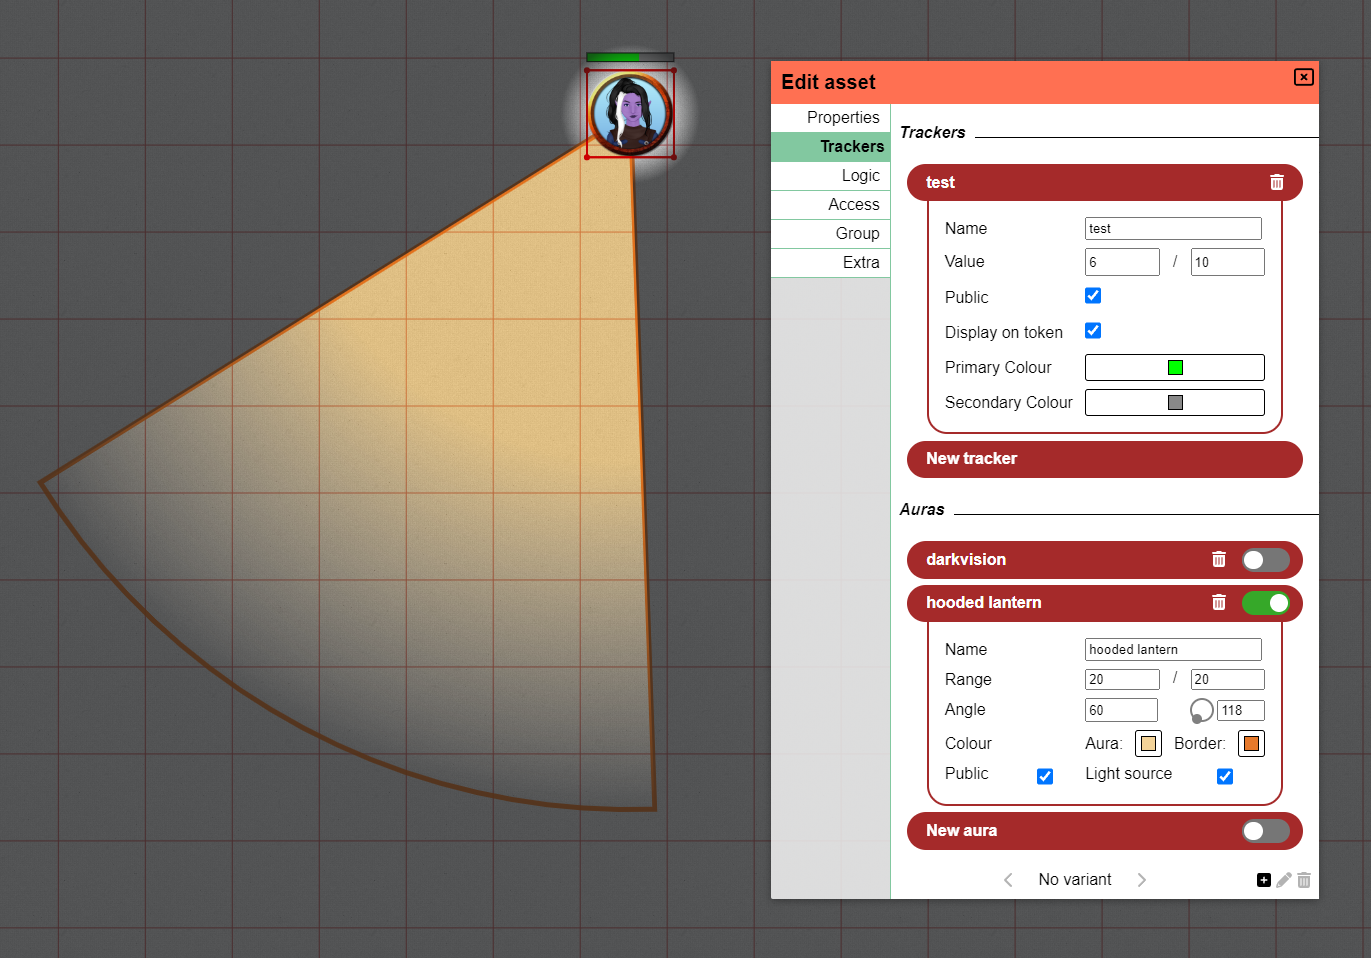 Edit asset
Properties
Trackers
Logic
Access
Group
Extra
Trackers
test
Name test
Value 6 / 10
Public
Display on token
Primary Colour
Secondary Colour
New tracker
Auras
darkvision
hooded lantern
Name hooded lantern
Range 20 / 20
Angle 60 118
Colour Aura: Border:
Public Light source
New aura
No variant